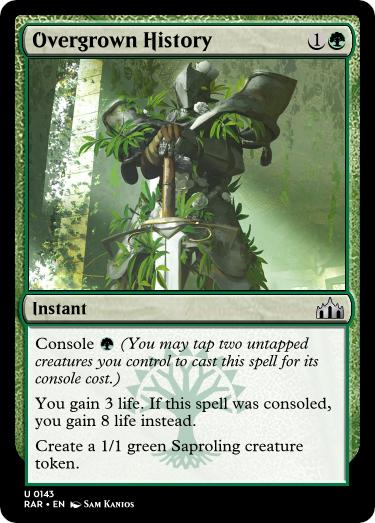 Overgrown History 1
Instant
Console (You may tap two untapped
creatures you control to cast this spell for its
console cost.)
You gain 3 life. If this spell was consoled,
you gain 8 life instead.
Create a 1/1 green Saproling creature
token.
U 0143
RAR • EN Sam Kanios